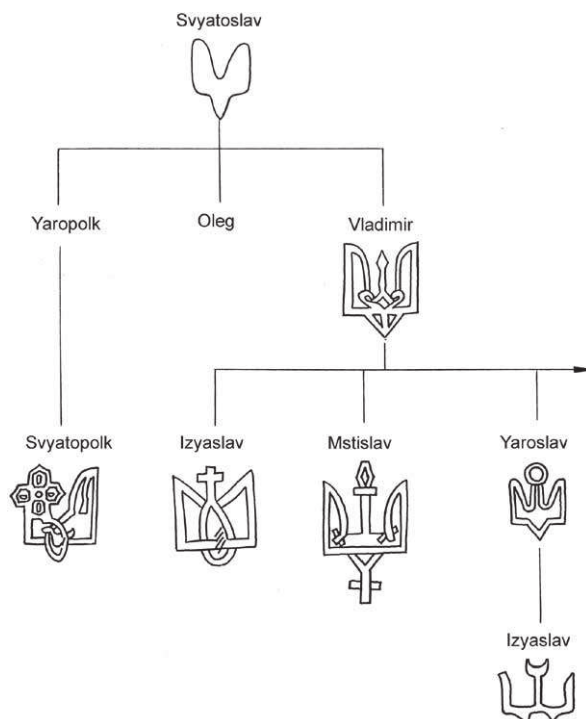 Svyatoslav
Yaropolk
Oleg
Vladimir
Svyatopolk
Izyaslav
Mstislav
Yaroslav
Izyaslav